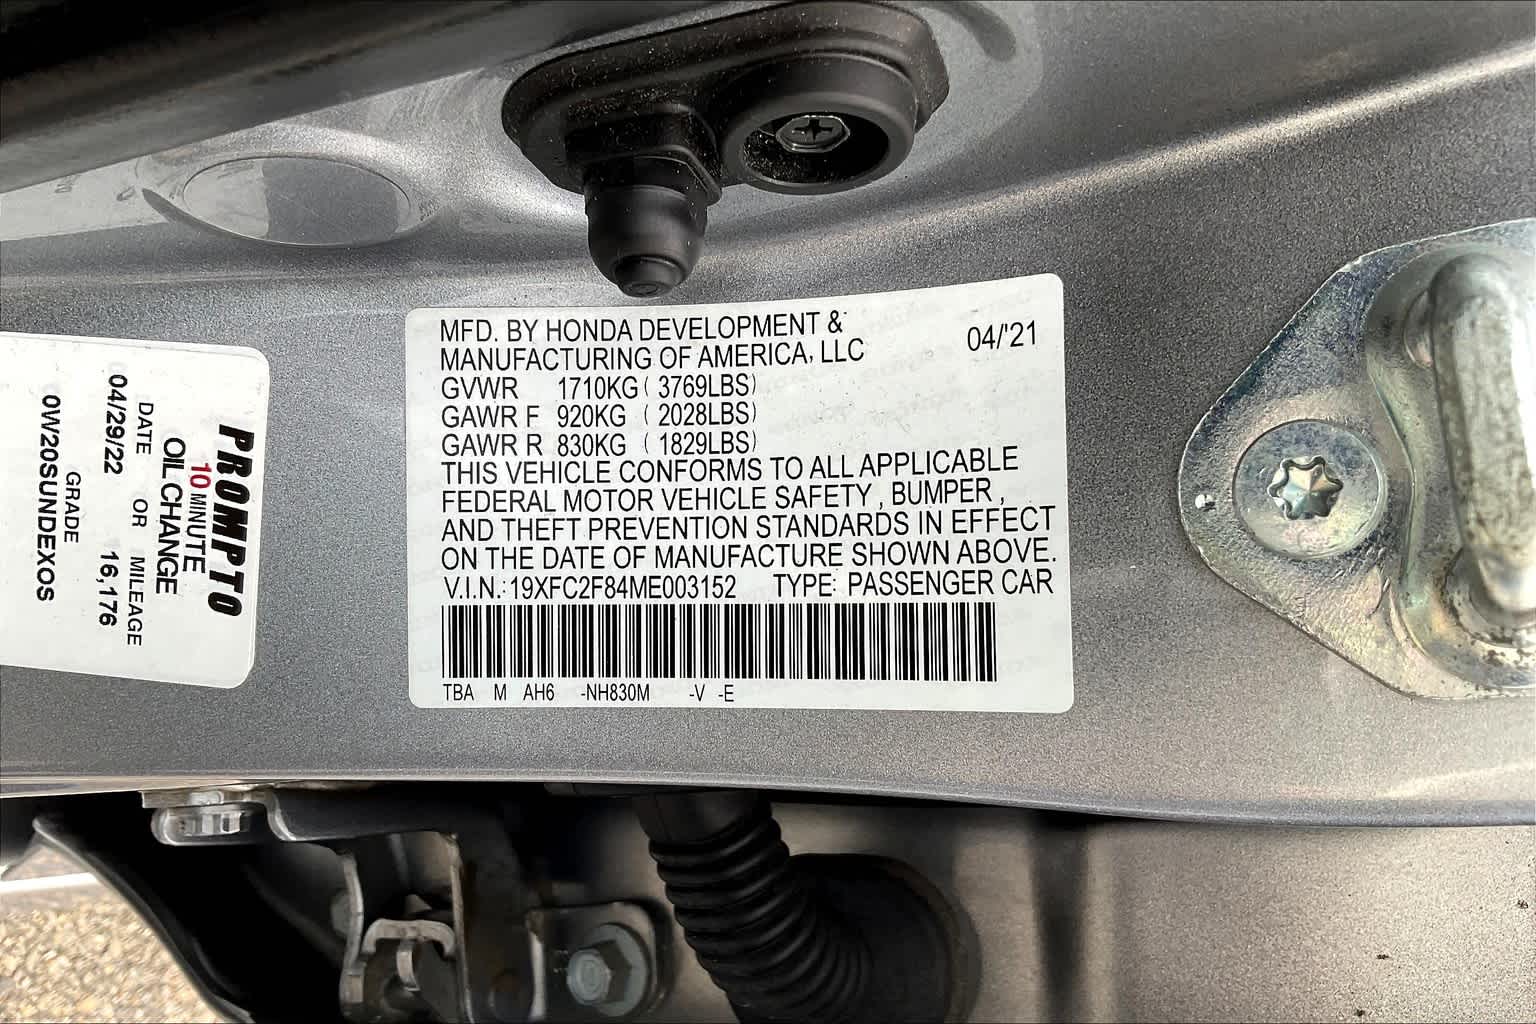 MFD. BY HONDA DEVELOPMENT &
MANUFACTURING OF AMERICA, LLC
04/'21
GVWR 1710KG ( 3769LBS)
GAWR F 920KG ( 2028LBS)
GAWR R 830KG ( 1829LBS)
THIS VEHICLE CONFORMS TO ALL APPLICABLE
FEDERAL MOTOR VEHICLE SAFETY, BUMPER,
AND THEFT PREVENTION STANDARDS IN EFFECT
ON THE DATE OF MANUFACTURE SHOWN ABOVE.
V.I.N.: 19XFC2F84ME003152 TYPE: PASSENGER CAR
TBA M AH6 -NH830M -V -E
PROMPTO
10 MINUTE
OIL CHANGE
DATE OR MILEAGE
04/29/22 16,176
GRADE
0W20SUNDEXOS